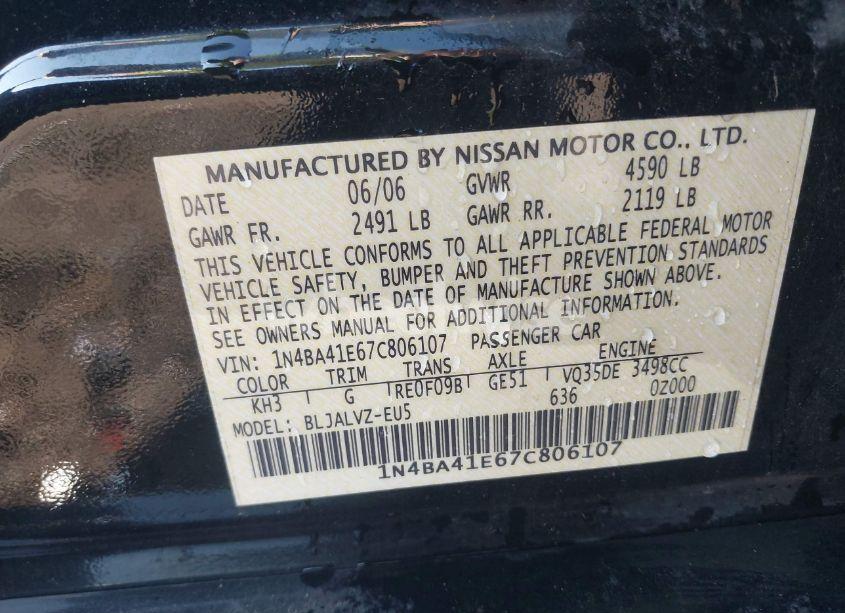 MANUFACTURED BY NISSAN MOTOR CO., LTD.
DATE 06/06 GVWR 4590 LB
GAWR FR. 2491 LB GAWR RR. 2119 LB
THIS VEHICLE CONFORMS TO ALL APPLICABLE FEDERAL MOTOR
VEHICLE SAFETY, BUMPER AND THEFT PREVENTION STANDARDS
IN EFFECT ON THE DATE OF MANUFACTURE SHOWN ABOVE.
SEE OWNERS MANUAL FOR ADDITIONAL INFORMATION.
VIN: 1N4BA41E67C806107 PASSENGER CAR
COLOR TRIM TRANS AXLE ENGINE
KH3 G RE0F09B GE51 VQ35DE 3498CC
MODEL: BLJALVZ-EU5 636 0Z000
1N4BA41E67C806107